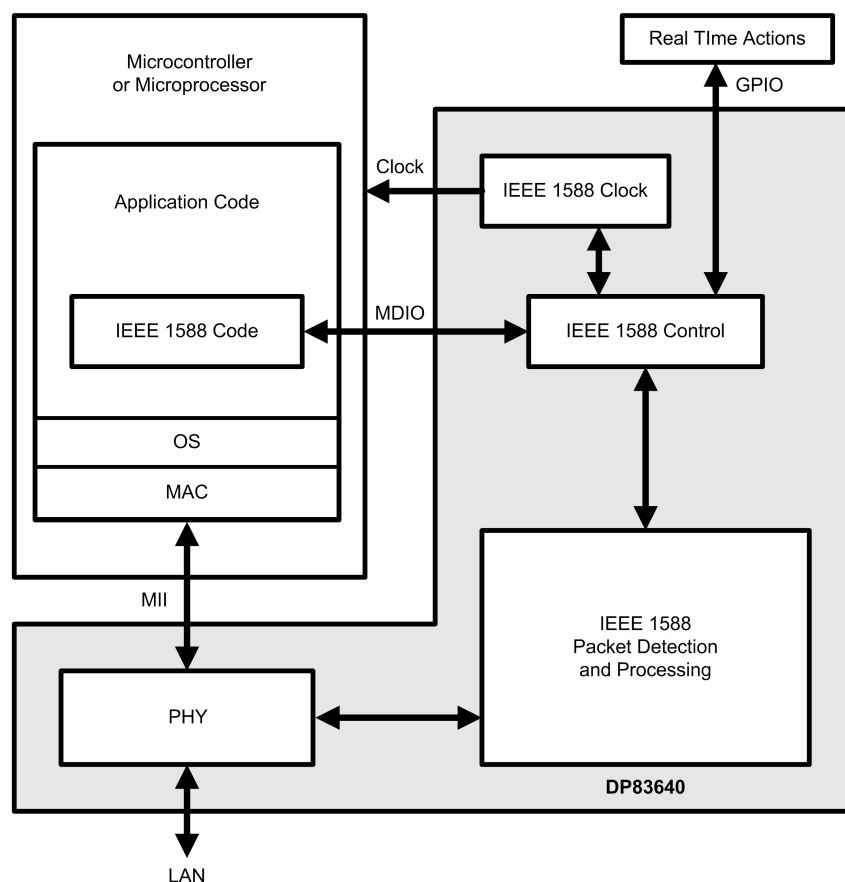 Real TIme Actions
Microcontroller
or Microprocessor
GPIO
Clock
IEEE 1588 Clock
Application Code
MDIO
IEEE 1588 Code
IEEE 1588 Control
OS
MAC
MII
IEEE 1588
Packet Detection
and Processing
PHY
DP83640
LAN